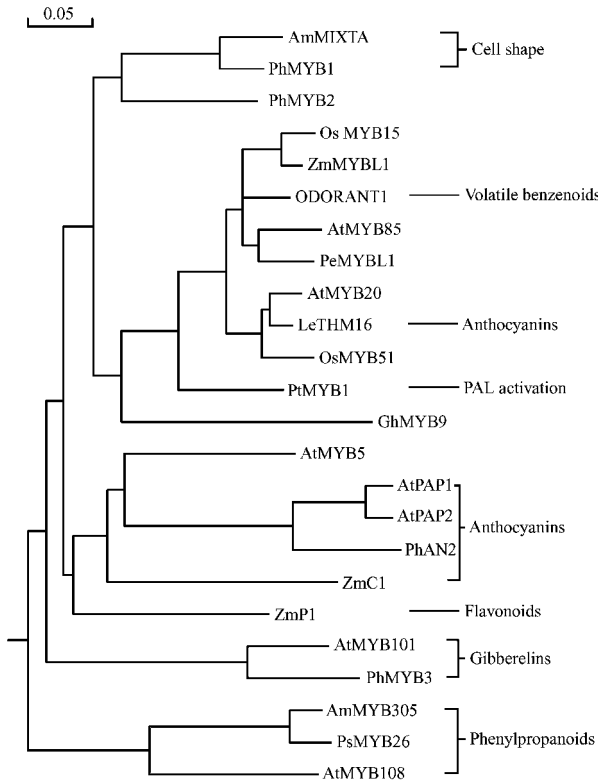 0.05
AmMIXTA
PhMYB1
Cell shape
PhMYB2
Os MYB15
ZmMYBL1
ODORANT1
Volatile benzenoids
AtMYB85
PeMYBL1
AtMYB20
LeTHM16
Anthocyanins
OsMYB51
PtMYB1
PAL activation
GhMYB9
AtMYB5
AtPAP1
AtPAP2
Anthocyanins
PhAN2
ZmC1
ZmP1
Flavonoids
AtMYB101
Gibberelins
PhMYB3
AmMYB305
PsMYB26
Phenylpropanoids
AtMYB108